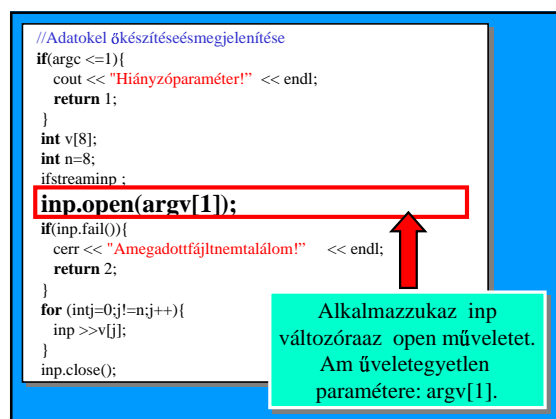 //Adatokel őkészítéseésmegjelenítése
if(argc <=1){
cout << "Hiányzóparaméter!” << endl;
return 1;
}
int v[8];
int n=8;
ifstreaminp ;
inp.open(argv[1]);
if(inp.fail()){
cerr << "Amegadottfájltnemtalálom!” << endl;
return 2;
}
for (intj=0;j!=n;j++){
inp >>v[j];
}
inp.close();
Alkalmazzukaz inp
változóraaz open műveletet.
Am űveletegyetlen
paramétere: argv[1].